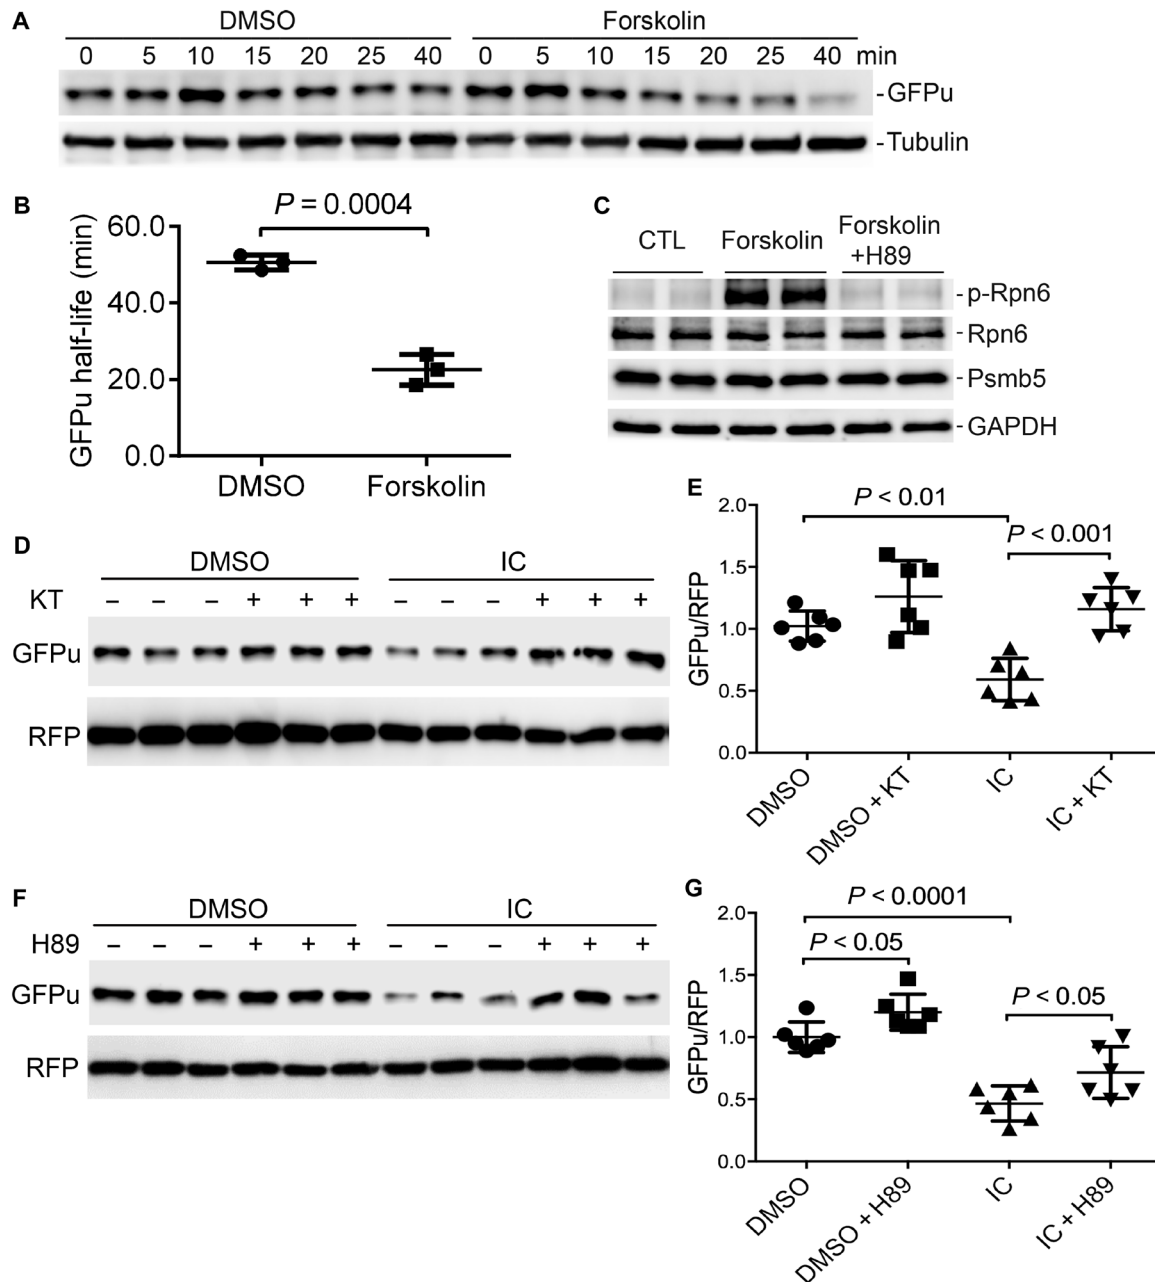 A
DMSO Forskolin
0 5 10 15 20 25 40 0 5 10 15 20 25 40 min
-GFPu
-Tubulin
B
P = 0.0004
GFPu half-life (min)
60.0
40.0
20.0
0.0
DMSO Forskolin
C
CTL Forskolin Forskolin
+H89
-p-Rpn6
-Rpn6
-Psmb5
-GAPDH
D
DMSO IC
KT – – – + + + – – – + + +
GFPu
RFP
E
P < 0.01
P < 0.001
GFPu/RFP
2.0
1.5
1.0
0.5
0.0
DMSO
DMSO + KT
IC
IC + KT
F
DMSO IC
H89 – – – + + + – – – + + +
GFPu
RFP
G
P < 0.0001
P < 0.05
P < 0.05
GFPu/RFP
2.0
1.5
1.0
0.5
0.0
DMSO
DMSO + H89
IC
IC + H89